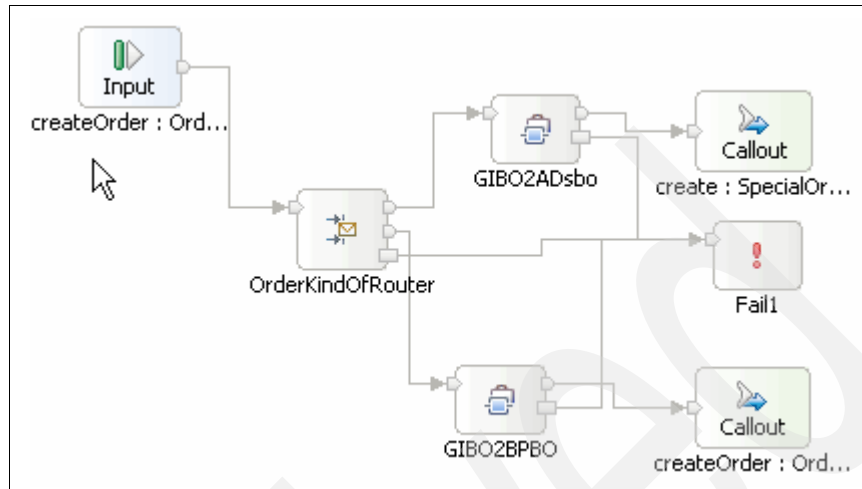 Input
createOrder : Ord...
GIBO2ADsbo
Callout
create : SpecialOr...
OrderKindOfRouter
Fail1
GIBO2BPBO
Callout
createOrder : Ord...